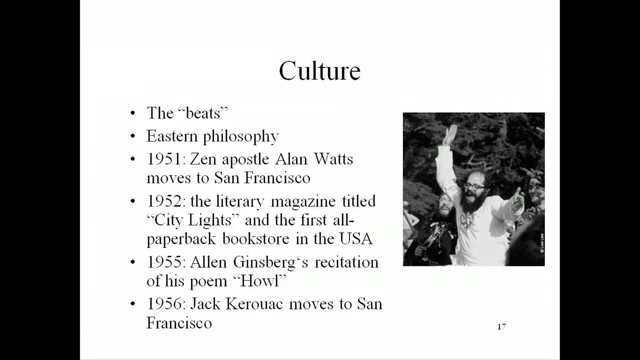 Culture
• The “beats”
• Eastern philosophy
• 1951: Zen apostle Alan Watts
moves to San Francisco
• 1952: the literary magazine titled
“City Lights” and the first all-
paperback bookstore in the USA
• 1955: Allen Ginsberg‘s recitation
of his poem “Howl”
• 1956: Jack Kerouac moves to San
Francisco
17